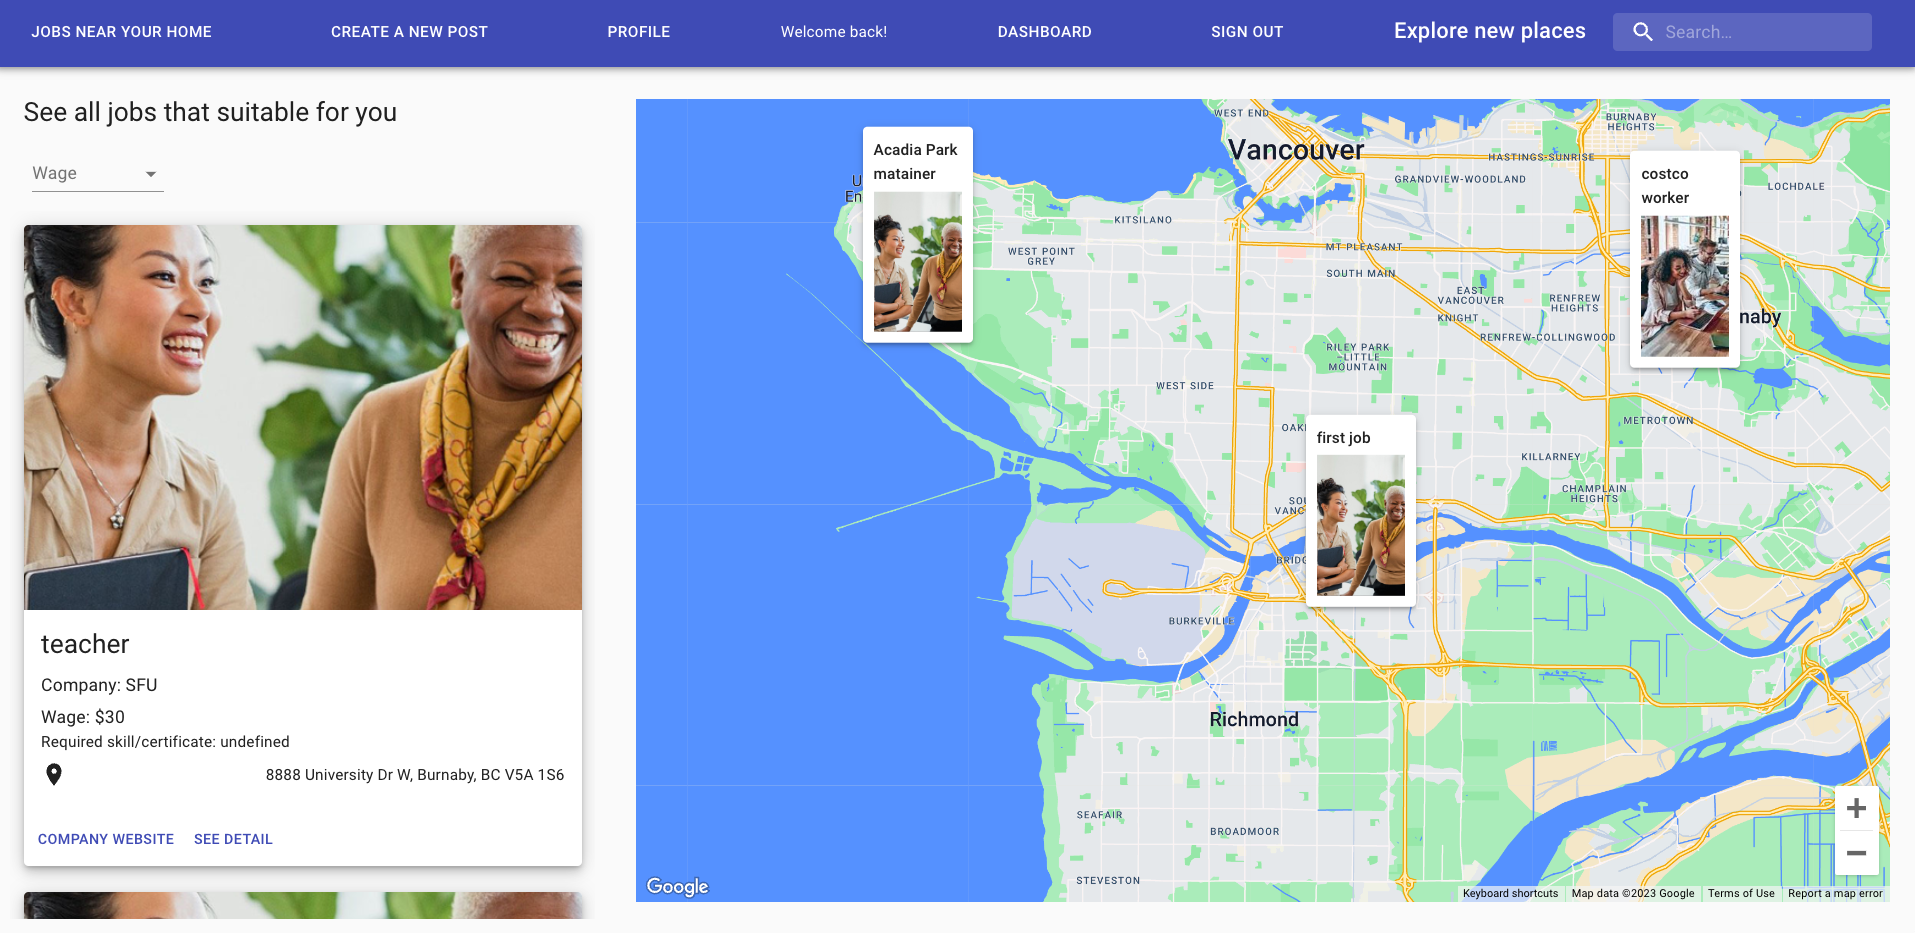 JOBS NEAR YOUR HOME
CREATE A NEW POST
PROFILE
Welcome back!
DASHBOARD
SIGN OUT
Explore new places
Search...
See all jobs that suitable for you
Wage
teacher
Company: SFU
Wage: $30
Required skill/certificate: undefined
8888 University Dr W, Burnaby, BC V5A 1S6
COMPANY WEBSITE
SEE DETAIL
WEST END
Vancouver
BURNABY
HEIGHTS
HASTINGS-SUNRISE
GRANDVIEW-WOODLAND
LOCHDALE
Acadia Park
matainer
costco
worker
U
En
KITSILANO
WEST POINT
GREY
MT PLEASANT
SOUTH MAIN
EAST
VANCOUVER
RENFREW
HEIGHTS
KNIGHT
naby
RENFREW-COLLINGWOOD
RILEY PARK
-LITTLE
MOUNTAIN
WEST SIDE
METROTOWN
OAK
first job
KILLARNEY
CHAMPLAIN
HEIGHTS
SOU
VANC
BRIDG
BURKEVILLE
Richmond
SEAFAIR
BROADMOOR
STEVESTON
Google
Keyboard shortcuts
Map data ©2023 Google
Terms of Use
Report a map error